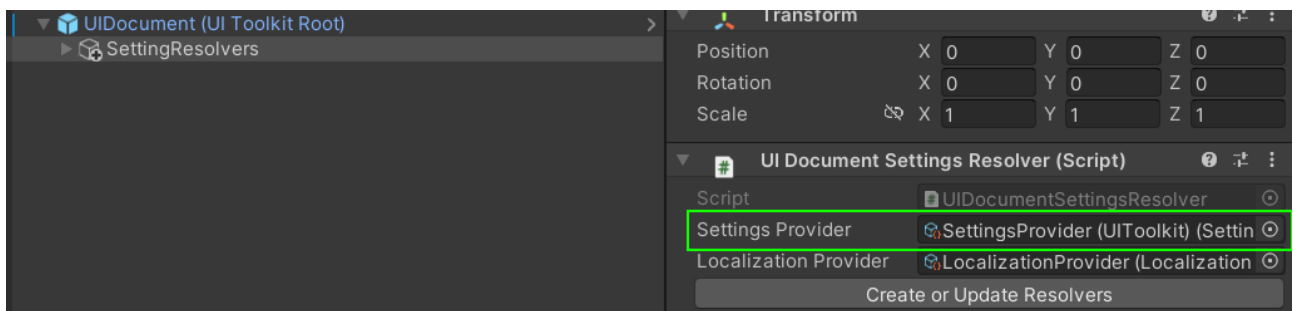 UIDocument (UI Toolkit Root)
SettingResolvers
Transform
Position X 0 Y 0 Z 0
Rotation X 0 Y 0 Z 0
Scale X 1 Y 1 Z 1
UI Document Settings Resolver (Script)
Script # UIDocumentSettingsResolver
Settings Provider SettingsProvider (UIToolkit) (Settin
Localization Provider LocalizationProvider (Localization
Create or Update Resolvers